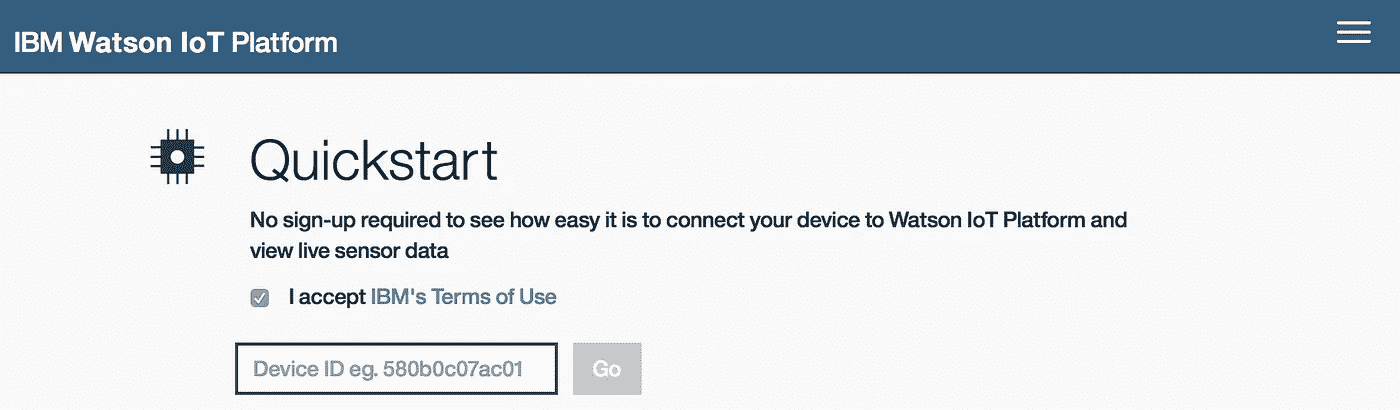 IBM Watson IoT Platform
Quickstart
No sign-up required to see how easy it is to connect your device to Watson IoT Platform and
view live sensor data
I accept IBM's Terms of Use
Device ID eg. 580b0c07ac01
Go